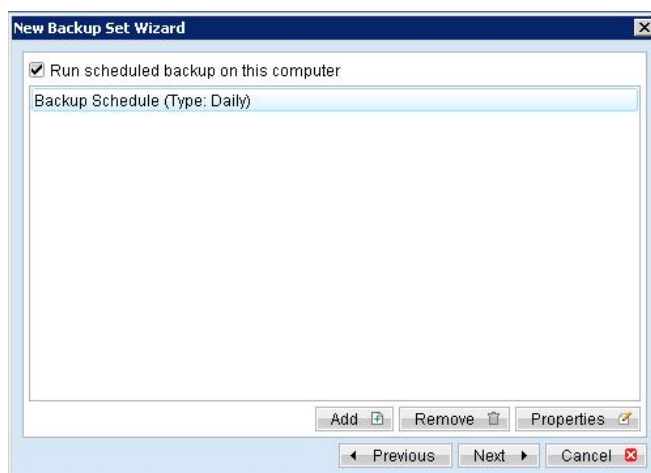 New Backup Set Wizard
Run scheduled backup on this computer
Backup Schedule (Type: Daily)
Add Remove Properties
Previous Next Cancel